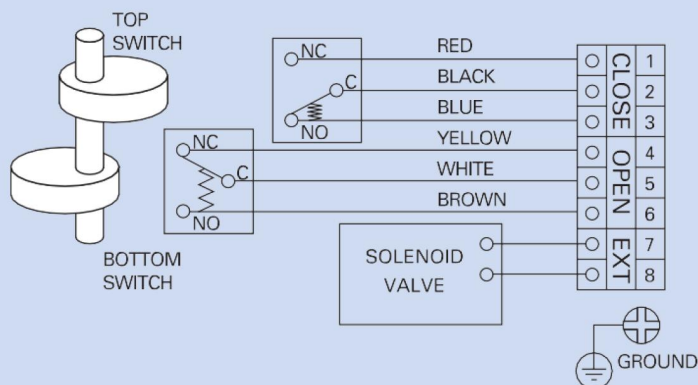 TOP
SWITCH
NC
C
NO
RED
BLACK
BLUE
YELLOW
WHITE
BROWN
NC
C
NO
BOTTOM
SWITCH
SOLENOID
VALVE
CLOSE
OPEN
EXT
1
2
3
4
5
6
7
8
GROUND